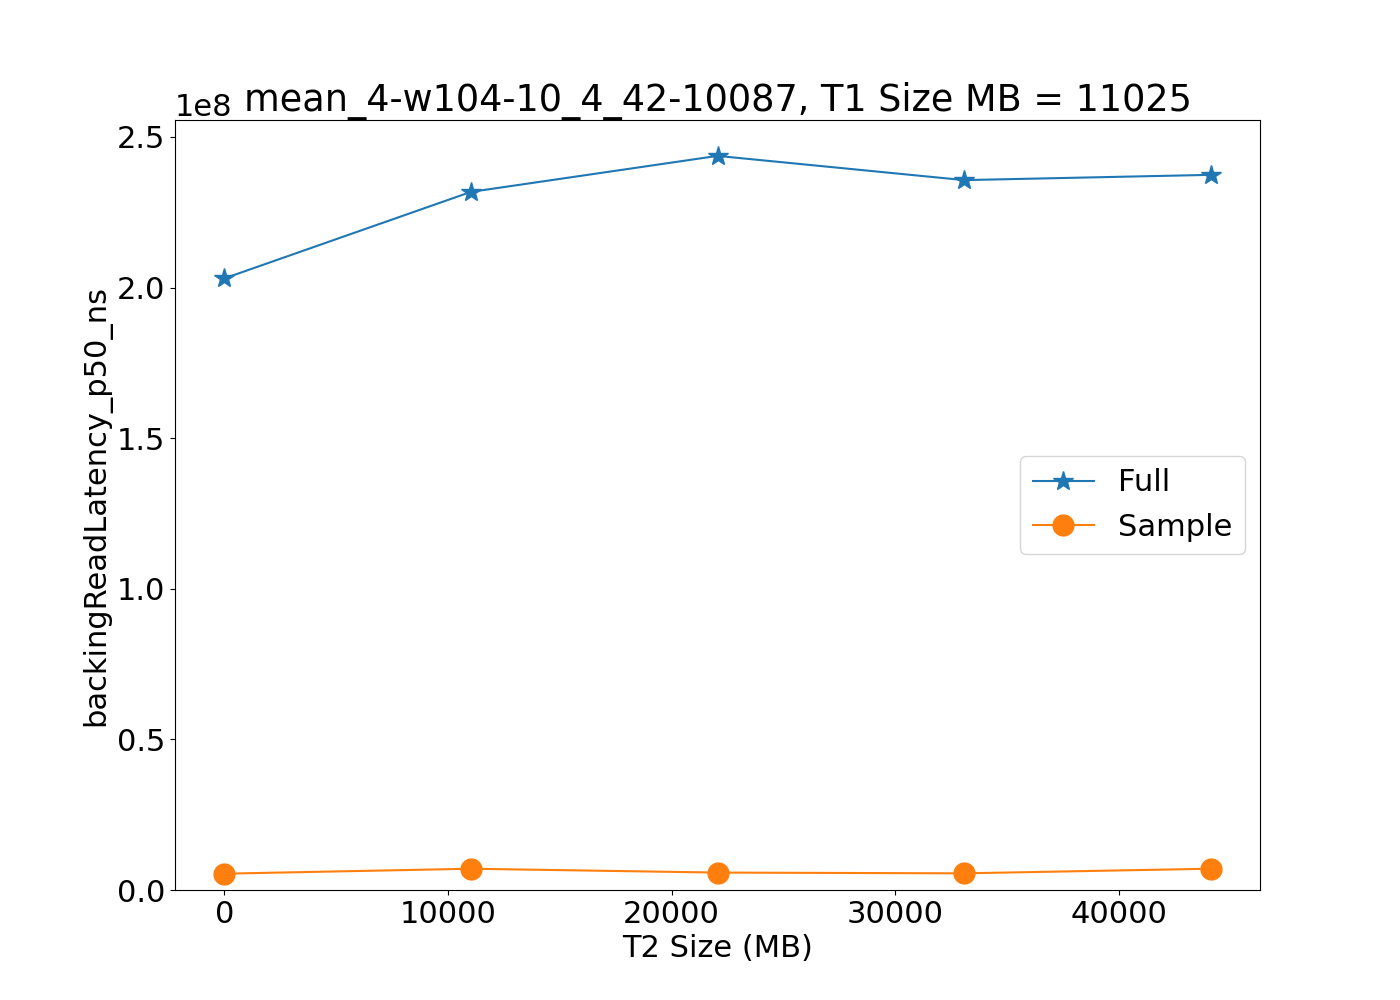 1e8
mean_4-w104-10_4_42-10087, T1 Size MB = 11025
2.5
2.0
1.5
1.0
0.5
0.0
backingReadLatency_p50_ns
Full
Sample
0 10000 20000 30000 40000
T2 Size (MB)